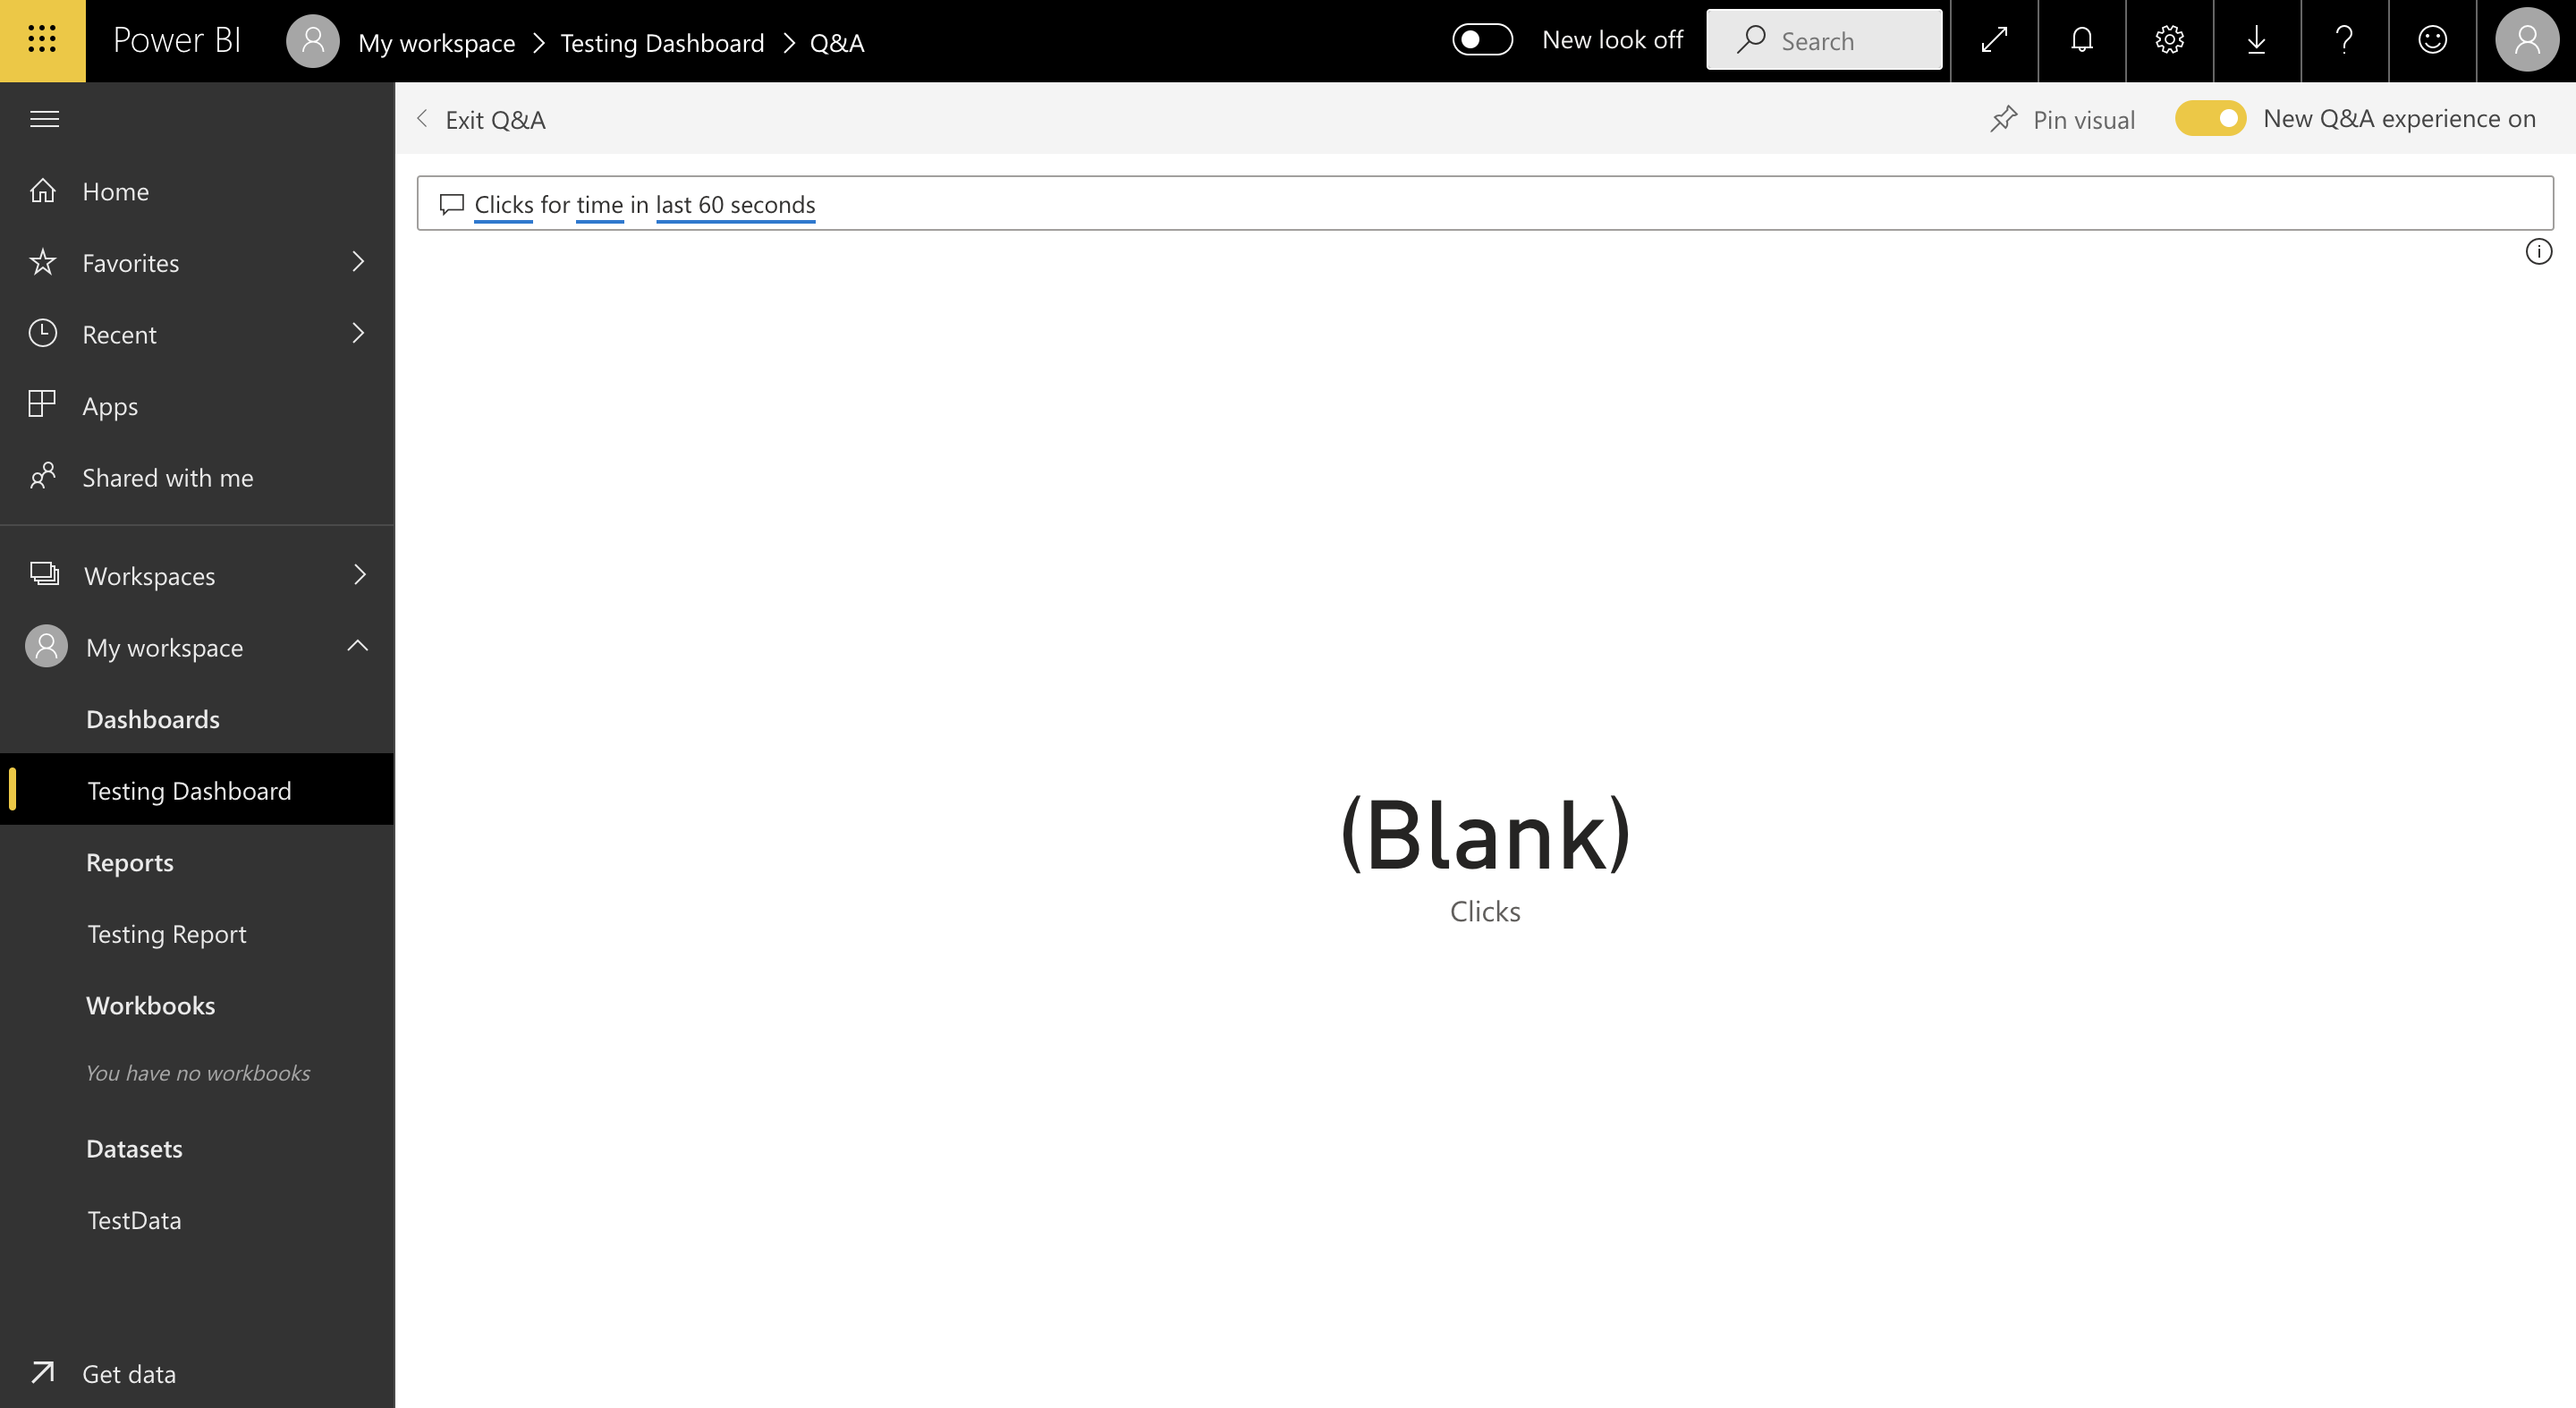 Power BI
My workspace > Testing Dashboard > Q&A
New look off
Search
Exit Q&A
Pin visual
New Q&A experience on
Home
Favorites
Recent
Apps
Shared with me
Workspaces
My workspace
Dashboards
Testing Dashboard
Reports
Testing Report
Workbooks
You have no workbooks
Datasets
TestData
Get data
Clicks for time in last 60 seconds
(Blank)
Clicks